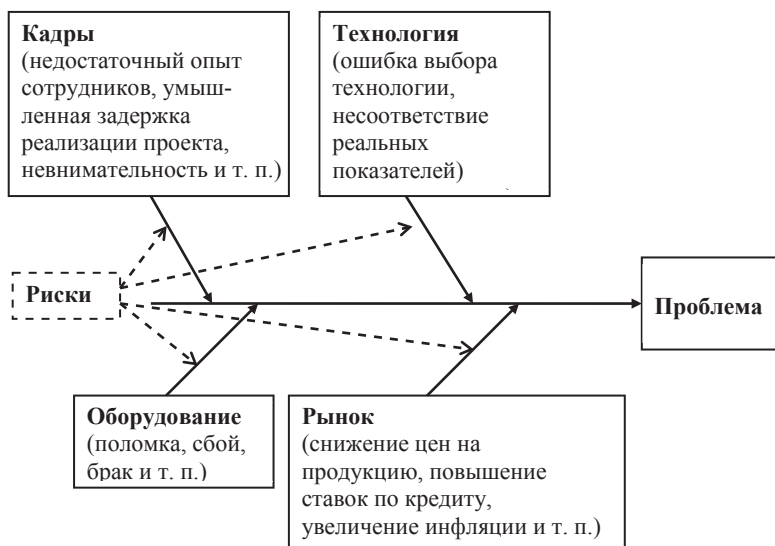 Кадры
(недостаточный опыт
сотрудников, умыш-
ленная задержка
реализации проекта,
невнимательность и т. п.)
Технология
(ошибка выбора
технологии,
несоответствие
реальных
показателей)
Риски
Проблема
Оборудование
(поломка, сбой,
брак и т. п.)
Рынок
(снижение цен на
продукцию, повышение
ставок по кредиту,
увеличение инфляции и т. п.)